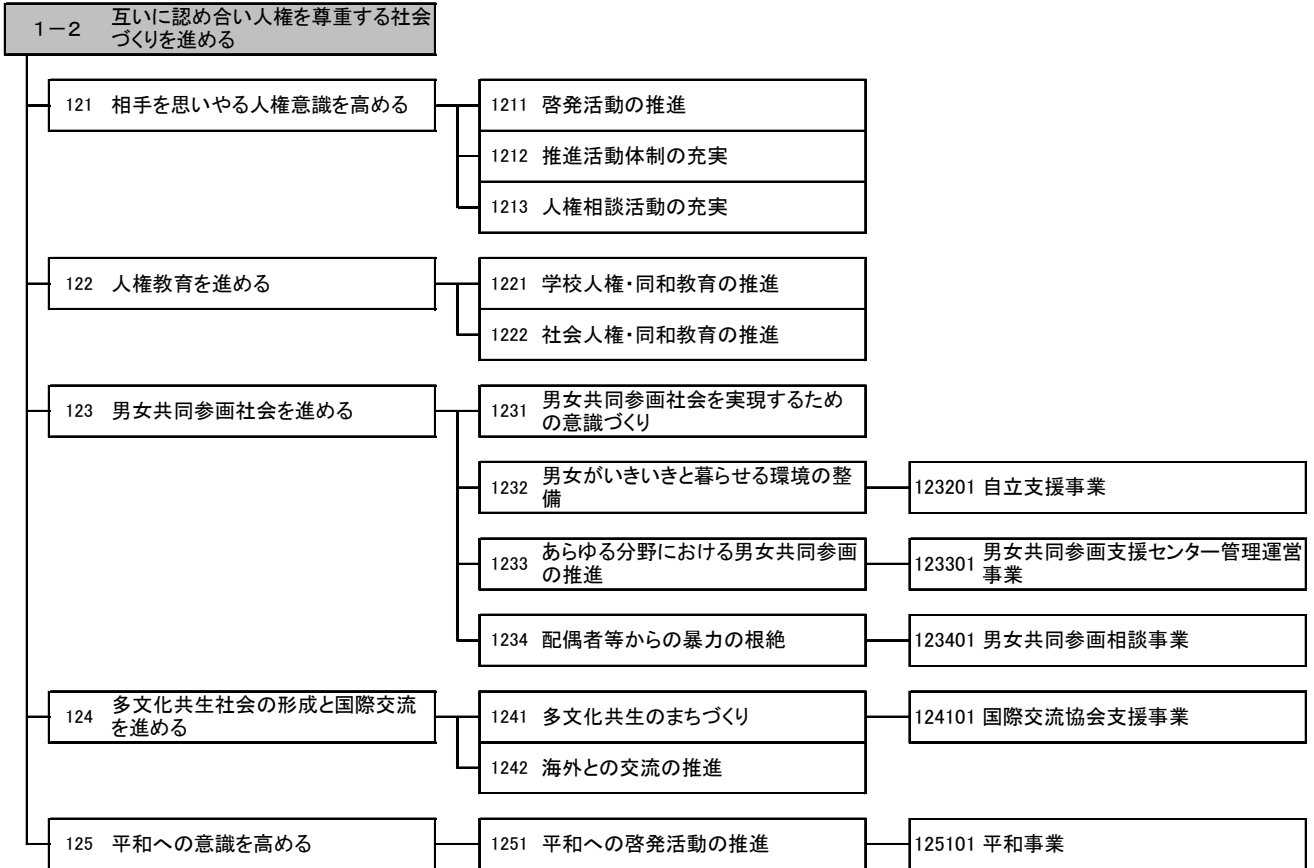 1－2 互いに認め合い人権を尊重する社会
づくりを進める
121 相手を思いやる人権意識を高める
1211 啓発活動の推進
1212 推進活動体制の充実
1213 人権相談活動の充実
122 人権教育を進める
1221 学校人権・同和教育の推進
1222 社会人権・同和教育の推進
123 男女共同参画社会を進める
1231 男女共同参画社会を実現するため
の意識づくり
1232 男女がいきいきと暮らせる環境の整
備
123201 自立支援事業
1233 あらゆる分野における男女共同参画
の推進
123301 男女共同参画支援センター管理運営
事業
1234 配偶者等からの暴力の根絶
123401 男女共同参画相談事業
124 多文化共生社会の形成と国際交流
を進める
1241 多文化共生のまちづくり
124101 国際交流協会支援事業
1242 海外との交流の推進
125 平和への意識を高める
1251 平和への啓発活動の推進
125101 平和事業